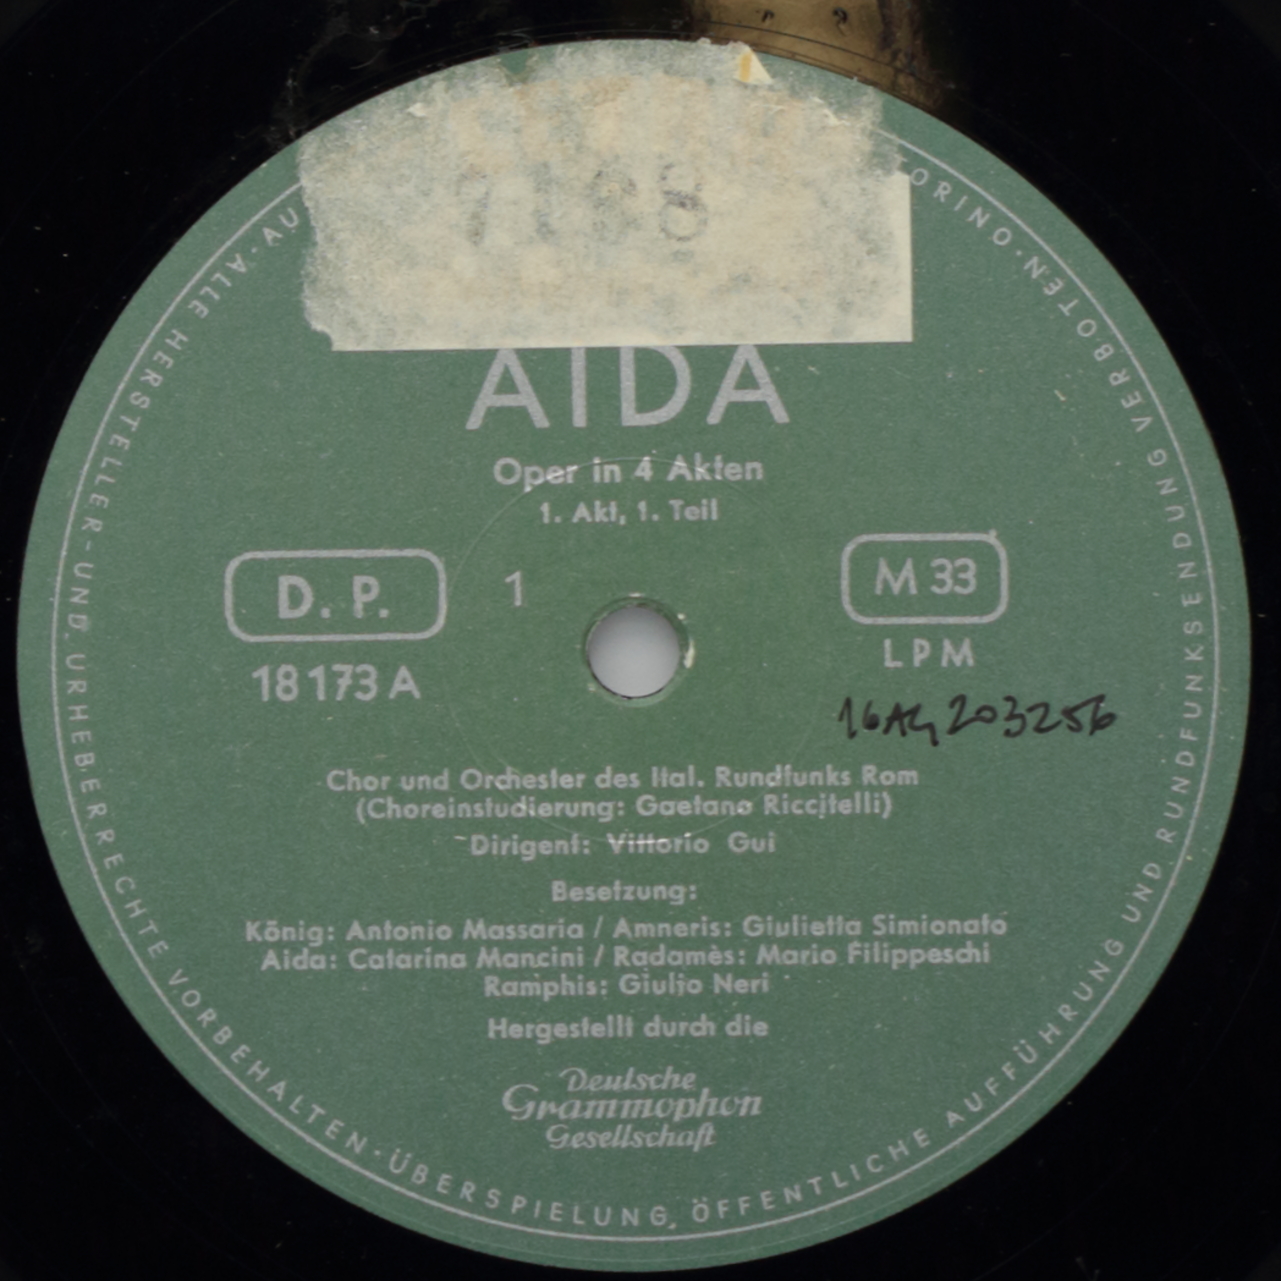 7188
AIDA
Oper in 4 Akten
1. Akt, 1. Teil
D. P.
1
M 33
18173 A
LPM
16AG203256
Chor und Orchester des Ital. Rundfunks Rom
(Choreinstudierung: Gaetano Riccitelli)
Dirigent: Vittorio Gui
Besetzung:
König: Antonio Massaria / Amneris: Giulietta Simionato
Aida: Catarina Mancini / Radamès: Mario Filippeschi
Ramphis: Giulio Neri
Hergestellt durch die
Deutsche
Grammophon
Gesellschaft
TORINO · ALLE HERSTELLER- UND URHEBERRECHTE VORBEHALTEN · ÜBERSPIELUNG, ÖFFENTLICHE AUFFÜHRUNG UND RUNDFUNKSENDUNG VERBOTEN ·